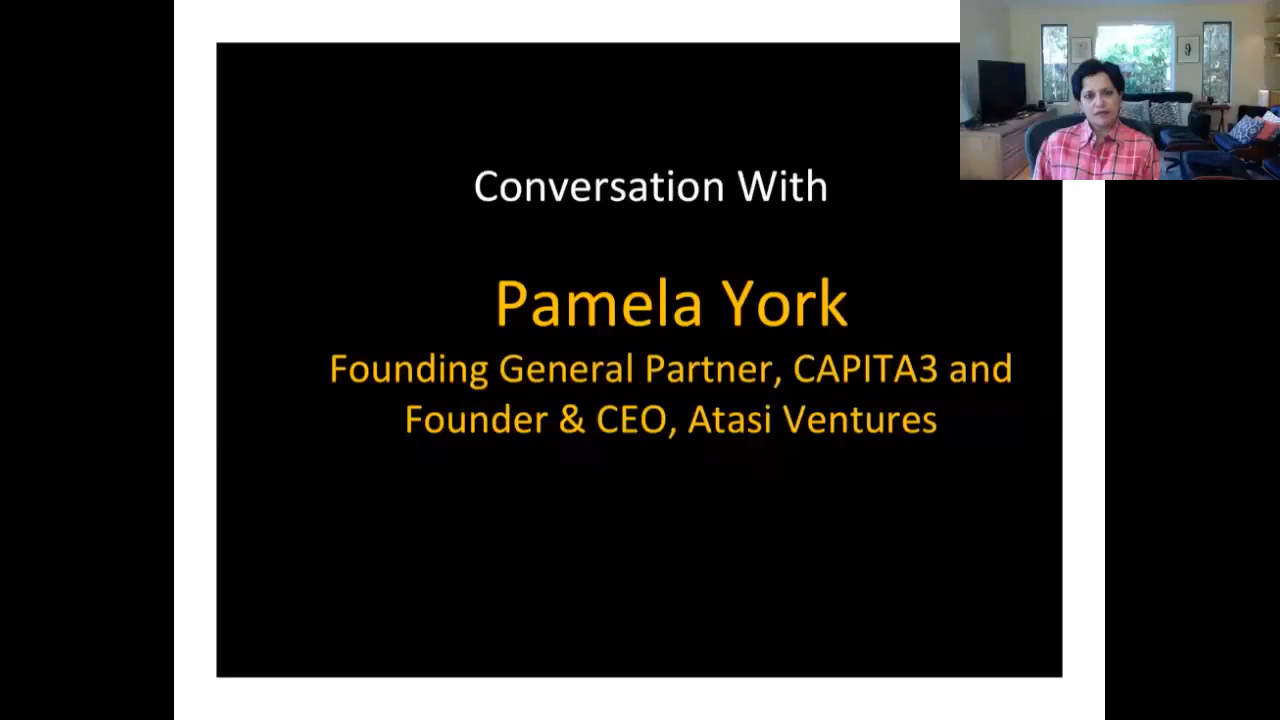 Conversation With
Pamela York
Founding General Partner, CAPITA3 and
Founder & CEO, Atasi Ventures